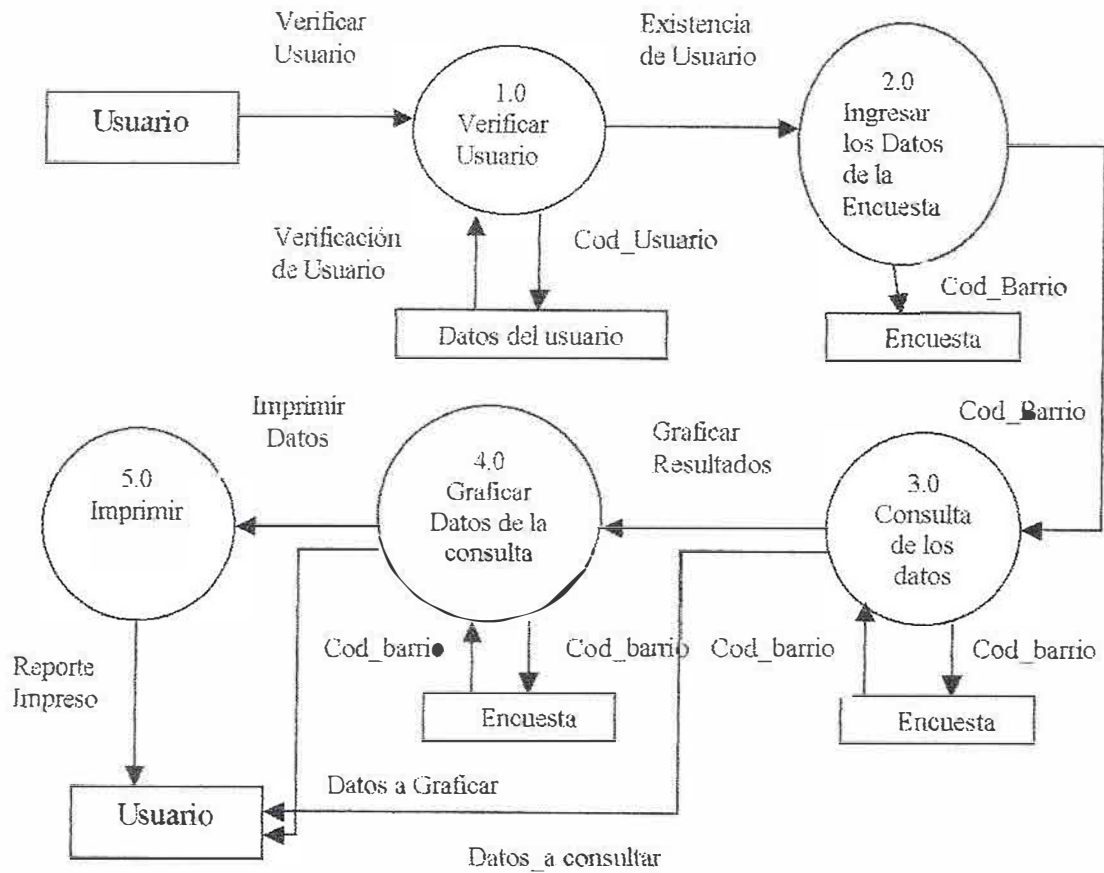 Verificar
Usuario
Existencia
de Usuario
Usuario
1.0
Verificar
Usuario
2.0
Ingresar
los Datos
de la
Encuesta
Verificación
de Usuario
Cod_Usuario
Cod_Barrio
Datos del usuario
Encuesta
Cod_Barrio
Imprimir
Datos
Graficar
Resultados
5.0
Imprimir
4.0
Graficar
Datos de la
consulta
3.0
Consulta
de los
datos
Reporte
Impreso
Cod_barrio
Cod_barrio
Cod_barrio
Cod_barrio
Encuesta
Encuesta
Usuario
Datos a Graficar
Datos_a consultar